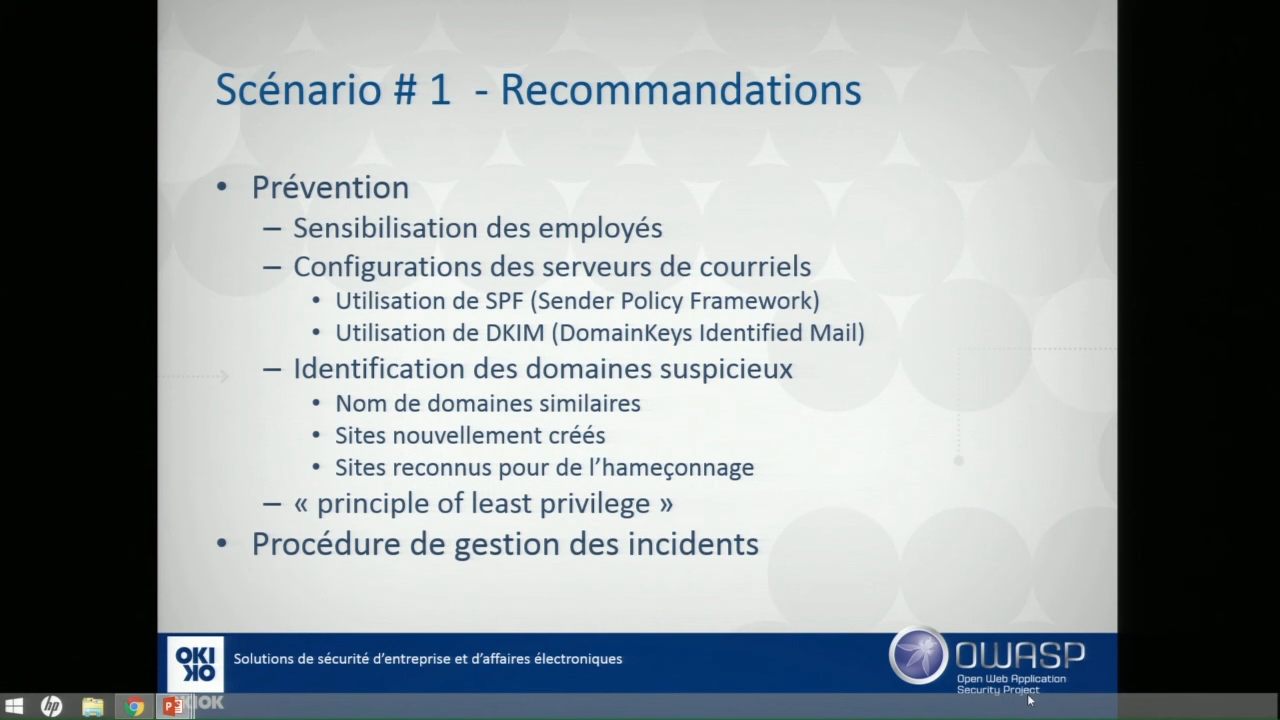 Scénario # 1 - Recommandations
• Prévention
– Sensibilisation des employés
– Configurations des serveurs de courriels
• Utilisation de SPF (Sender Policy Framework)
• Utilisation de DKIM (DomainKeys Identified Mail)
– Identification des domaines suspicieux
• Nom de domaines similaires
• Sites nouvellement créés
• Sites reconnus pour de l’hameçonnage
– « principle of least privilege »
• Procédure de gestion des incidents
OKI
OK
Solutions de sécurité d’entreprise et d’affaires électroniques
OWASP
Open Web Application
Security Project
hp